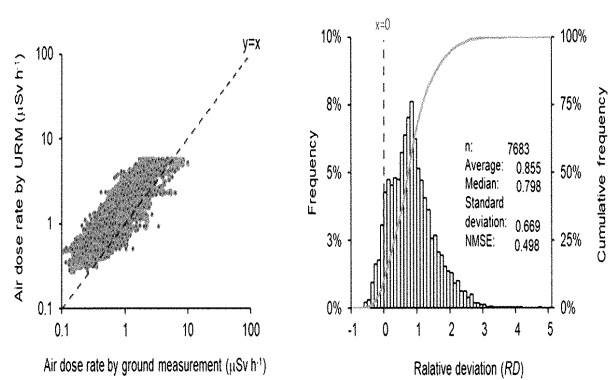 y=x
100
10
1
0.1
0.1 1 10 100
Air dose rate by URM (μSv h-1)
Air dose rate by ground measurement (μSv h-1)
x=0
10%
8%
5%
3%
0%
Frequency
100%
75%
50%
25%
0%
Cumulative frequency
n: 7683
Average: 0.855
Median: 0.798
Standard
deviation: 0.669
NMSE: 0.498
-1 0 1 2 3 4 5
Ralative deviation (RD)